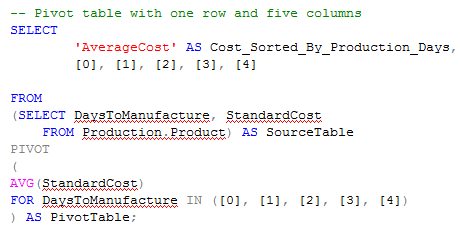 -- Pivot table with one row and five columns
SELECT
'AverageCost' AS Cost_Sorted_By_Production_Days,
[0], [1], [2], [3], [4]
FROM
(SELECT DaysToManufacture, StandardCost
FROM Production.Product) AS SourceTable
PIVOT
(
AVG(StandardCost)
FOR DaysToManufacture IN ([0], [1], [2], [3], [4])
) AS PivotTable;